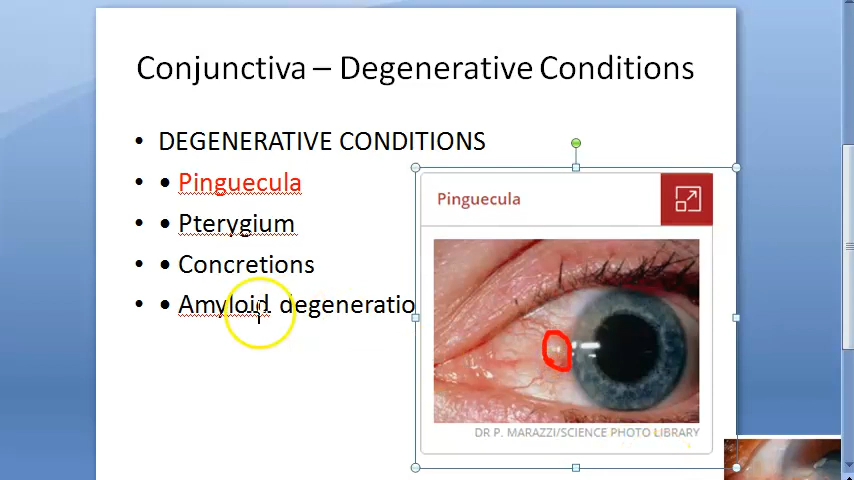 Conjunctiva – Degenerative Conditions
• DEGENERATIVE CONDITIONS
• • Pinguecula
• • Pterygium
• • Concretions
• • Amyloid degeneratio
Pinguecula
DR P. MARAZZI/SCIENCE PHOTO LIBRARY